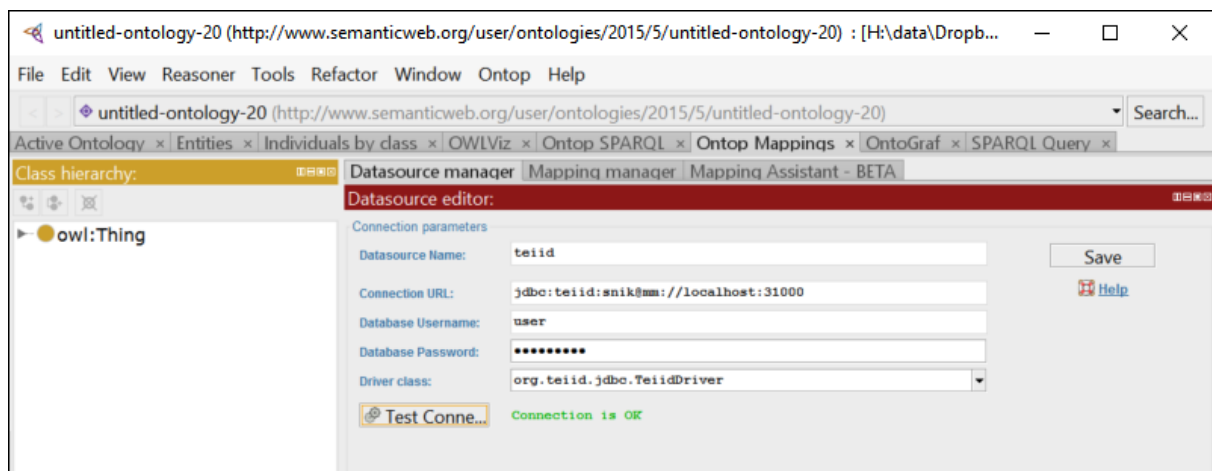 untitled-ontology-20 (http://www.semanticweb.org/user/ontologies/2015/5/untitled-ontology-20) : [H:\data\Dropb...
File Edit View Reasoner Tools Refactor Window Ontop Help
untitled-ontology-20 (http://www.semanticweb.org/user/ontologies/2015/5/untitled-ontology-20) Search...
Active Ontology × Entities × Individuals by class × OWLViz × Ontop SPARQL × Ontop Mappings × OntoGraf × SPARQL Query ×
Class hierarchy:
owl:Thing
Datasource manager Mapping manager Mapping Assistant - BETA
Datasource editor:
Connection parameters
Datasource Name: teiid
Save
Connection URL: jdbc:teiid:snik@mm://localhost:31000
Help
Database Username: user
Database Password: •••••••••
Driver class: org.teiid.jdbc.TeiidDriver
Test Conne... Connection is OK